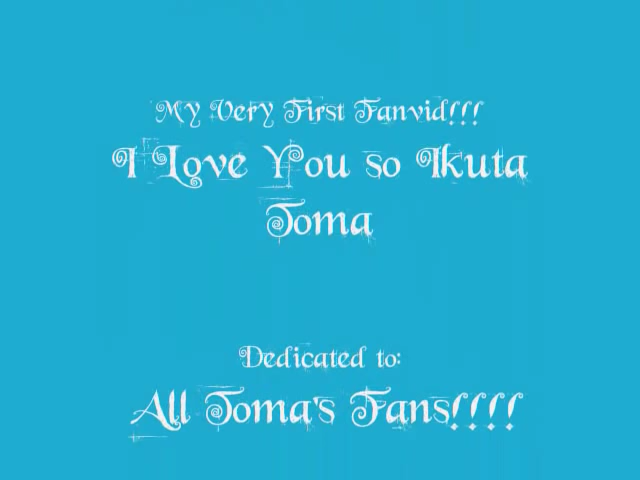 My Very First Fanvid!!!
I Love You so Ikuta
Toma
Dedicated to:
All Toma's Fans!!!!